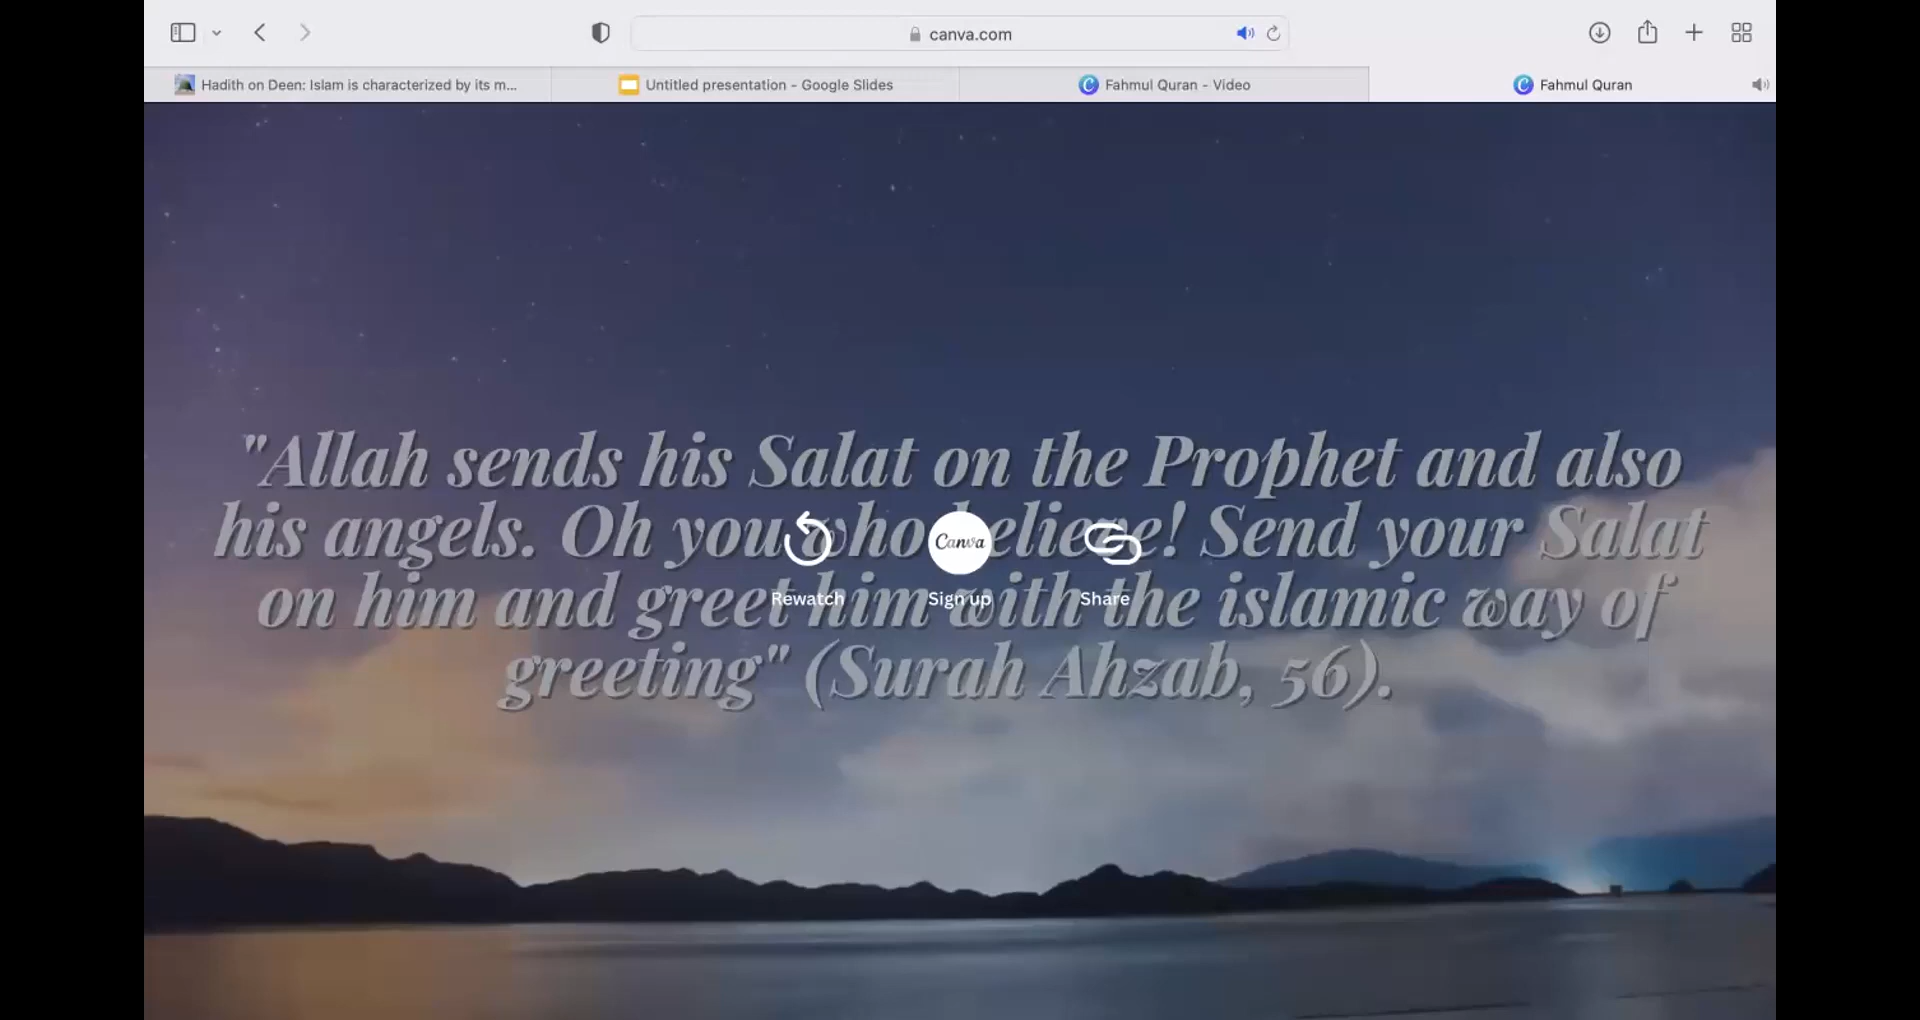 canva.com
Hadith on Deen: Islam is characterized by its m...
Untitled presentation - Google Slides
Fahmul Quran - Video
Fahmul Quran
"Allah sends his Salat on the Prophet and also
his angels. Oh you who believe! Send your Salat
on him and greet him with the islamic way of
greeting" (Surah Ahzab, 56).
Canva
Rewatch
Sign up
Share